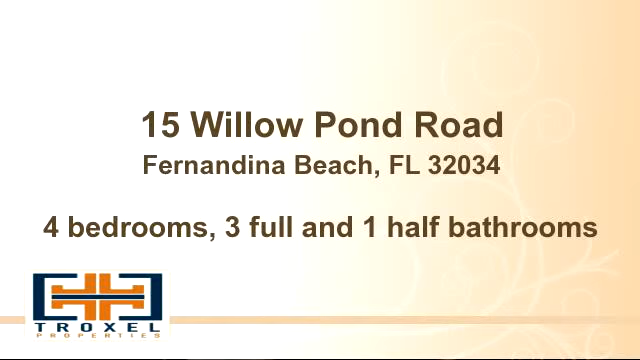 15 Willow Pond Road
Fernandina Beach, FL 32034
4 bedrooms, 3 full and 1 half bathrooms
TROXEL
PROPERTIES